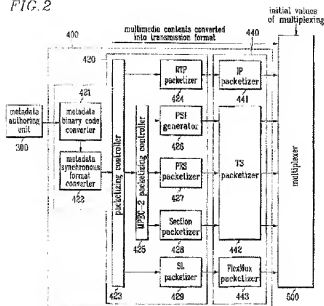 FIG. 2
initial values
of multiplexing
multimedia contents converted
into transmission format
400
420
440
421
metadata
authoring
unit
300
metadata
binary code
converter
metadata
synchronous
format
converter
422
packetizing controller
423
MPEG-2 packetizing controller
425
RTP
packetizer
424
PSI
generator
426
PES
packetizer
427
Section
packetizer
428
SL
packetizer
429
IP
packetizer
441
TS
packetizer
442
FlexMux
packetizer
443
multiplexer
500